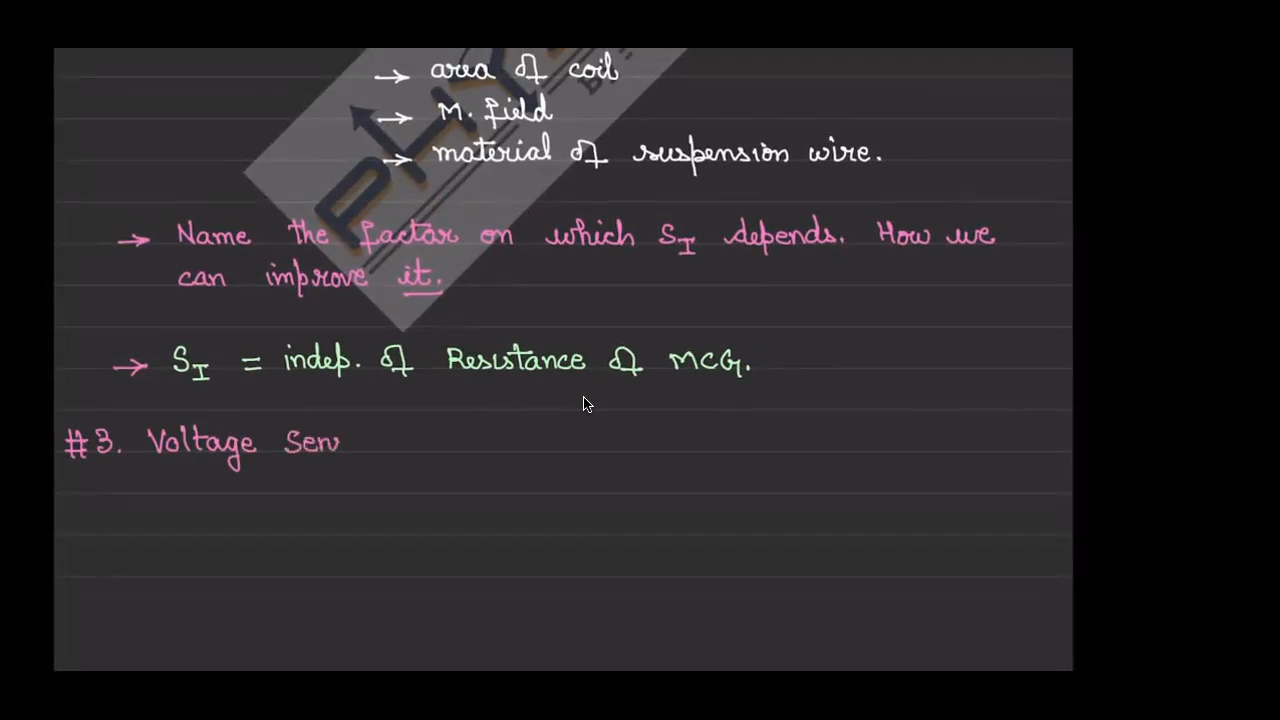 → area of coil
→ M. field
→ material of suspension wire.
→ Name the factor on which S_I depends. How we
can improve it.
→ S_I = indep. of Resistance of MCG.
#3. Voltage Sen
PHY